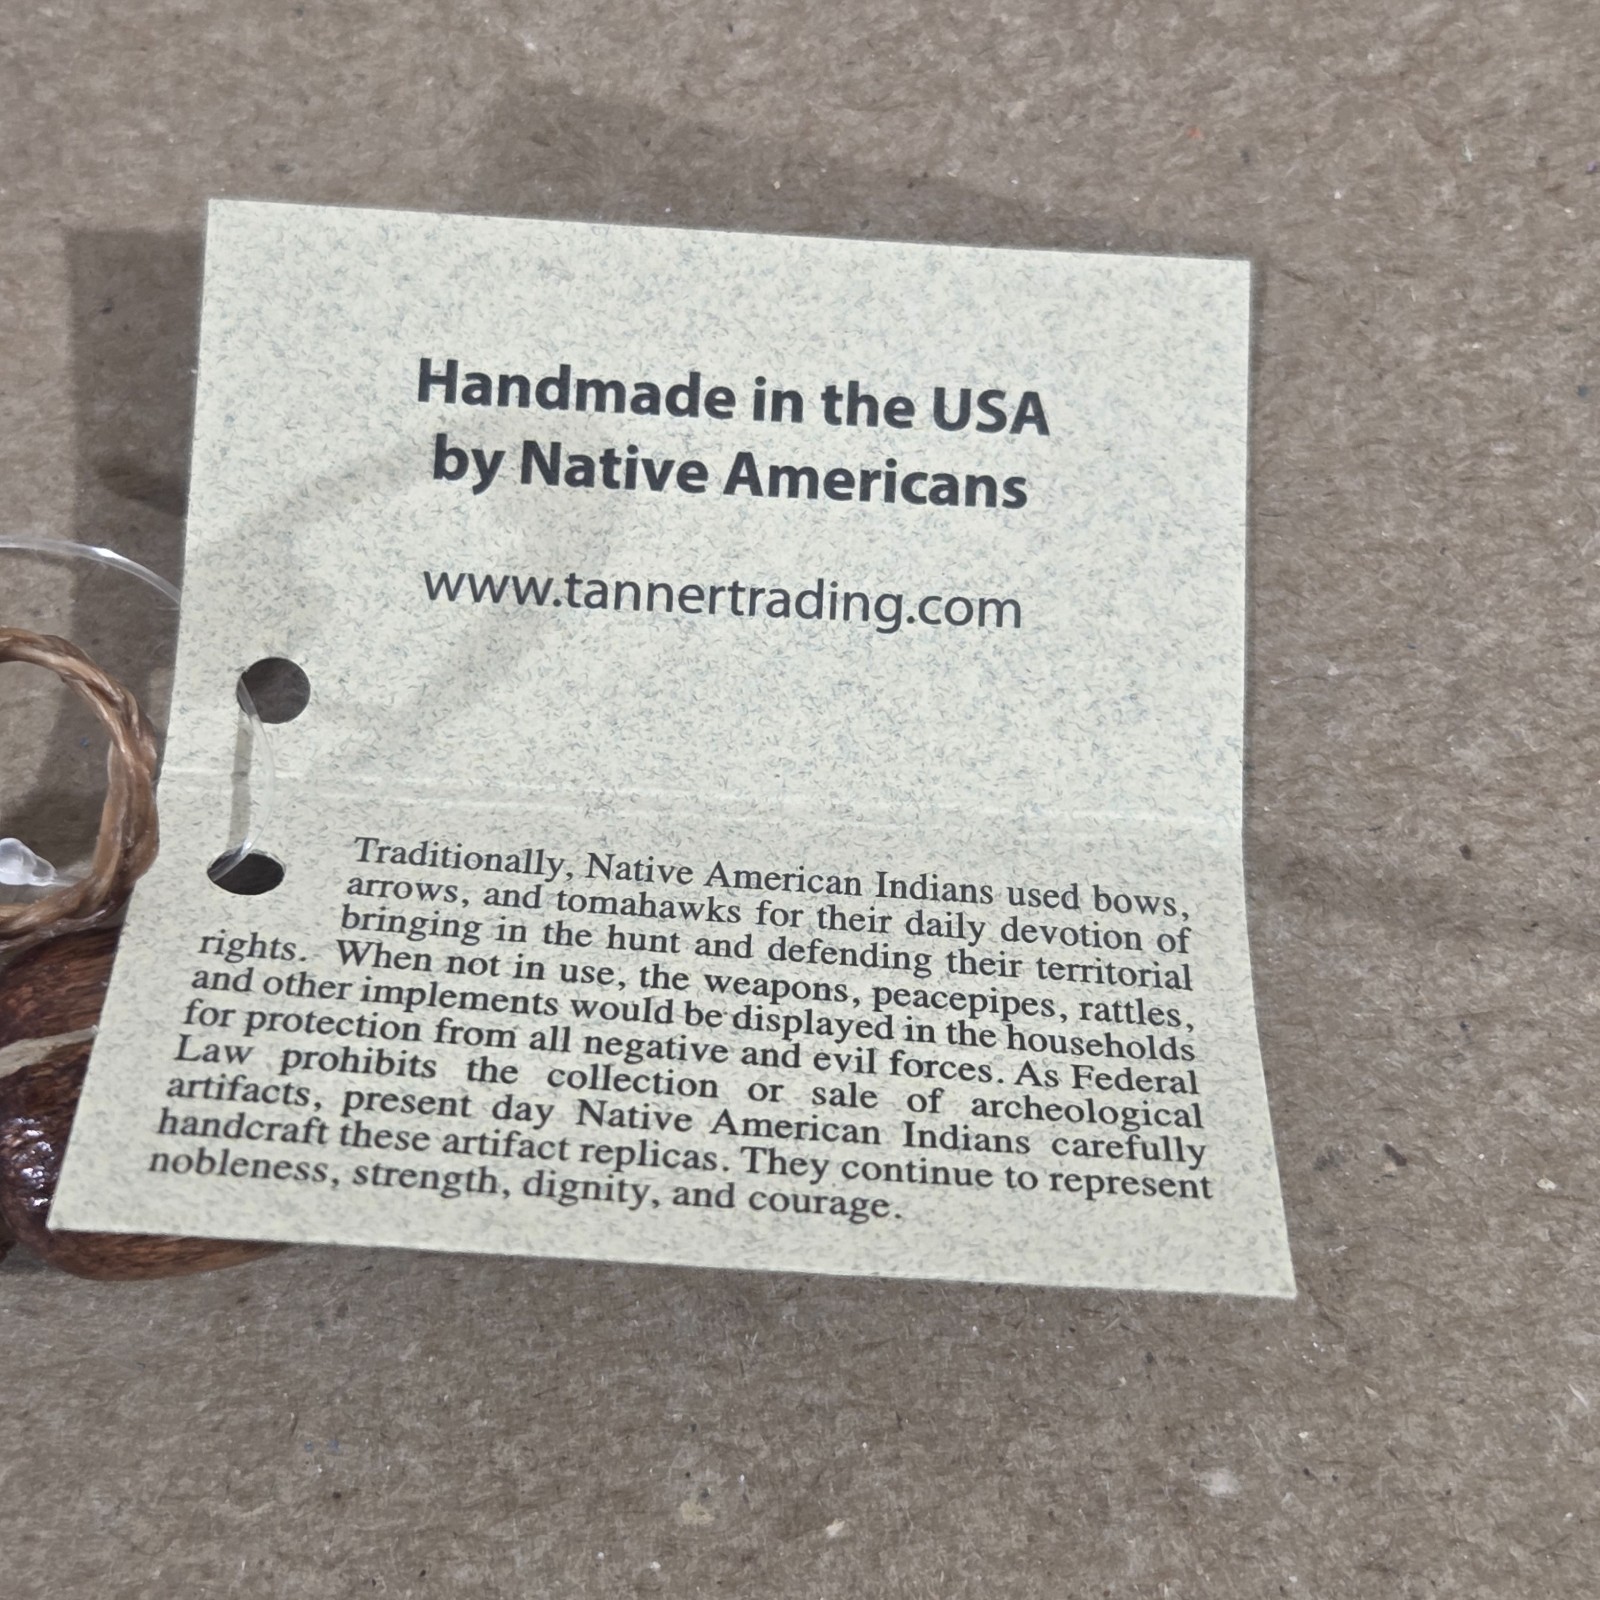 Handmade in the USA
by Native Americans
www.tannertrading.com
Traditionally, Native American Indians used bows,
arrows, and tomahawks for their daily devotion of
bringing in the hunt and defending their territorial
rights. When not in use, the weapons, peacepipes, rattles,
and other implements would be displayed in the households
for protection from all negative and evil forces. As Federal
Law prohibits the collection or sale of archeological
artifacts, present day Native American Indians carefully
handcraft these artifact replicas. They continue to represent
nobleness, strength, dignity, and courage.